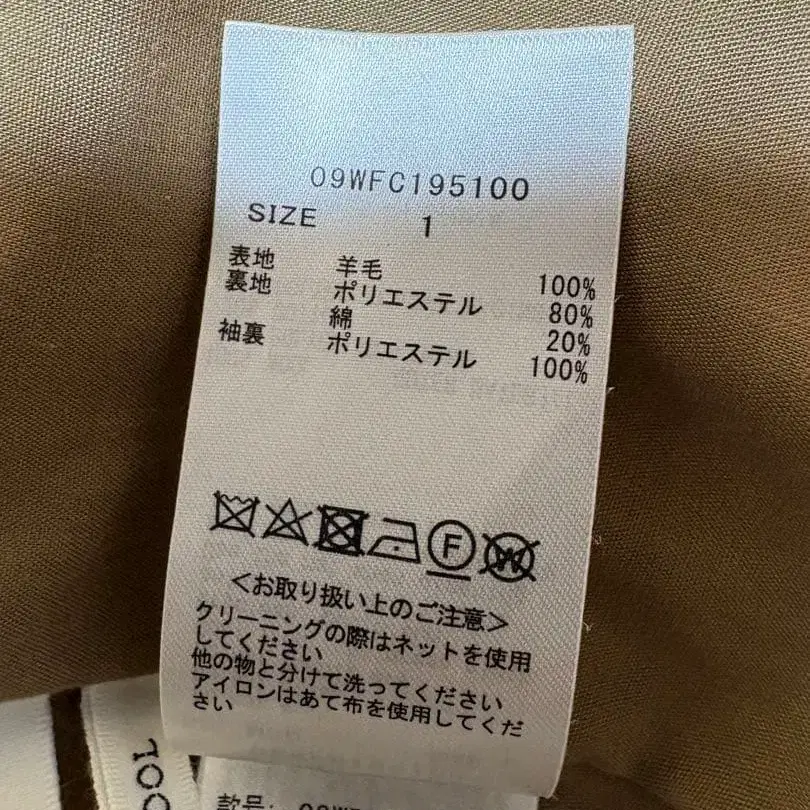 09WFC195100
SIZE 1
表地 羊毛 100%
裏地 ポリエステル 80%
綿 20%
袖裏 ポリエステル 100%
F
W
<お取り扱い上のご注意>
クリーニングの際はネットを使用
してください
他の物と分けて洗ってください
アイロンはあて布を使用してくだ
さい
款号: